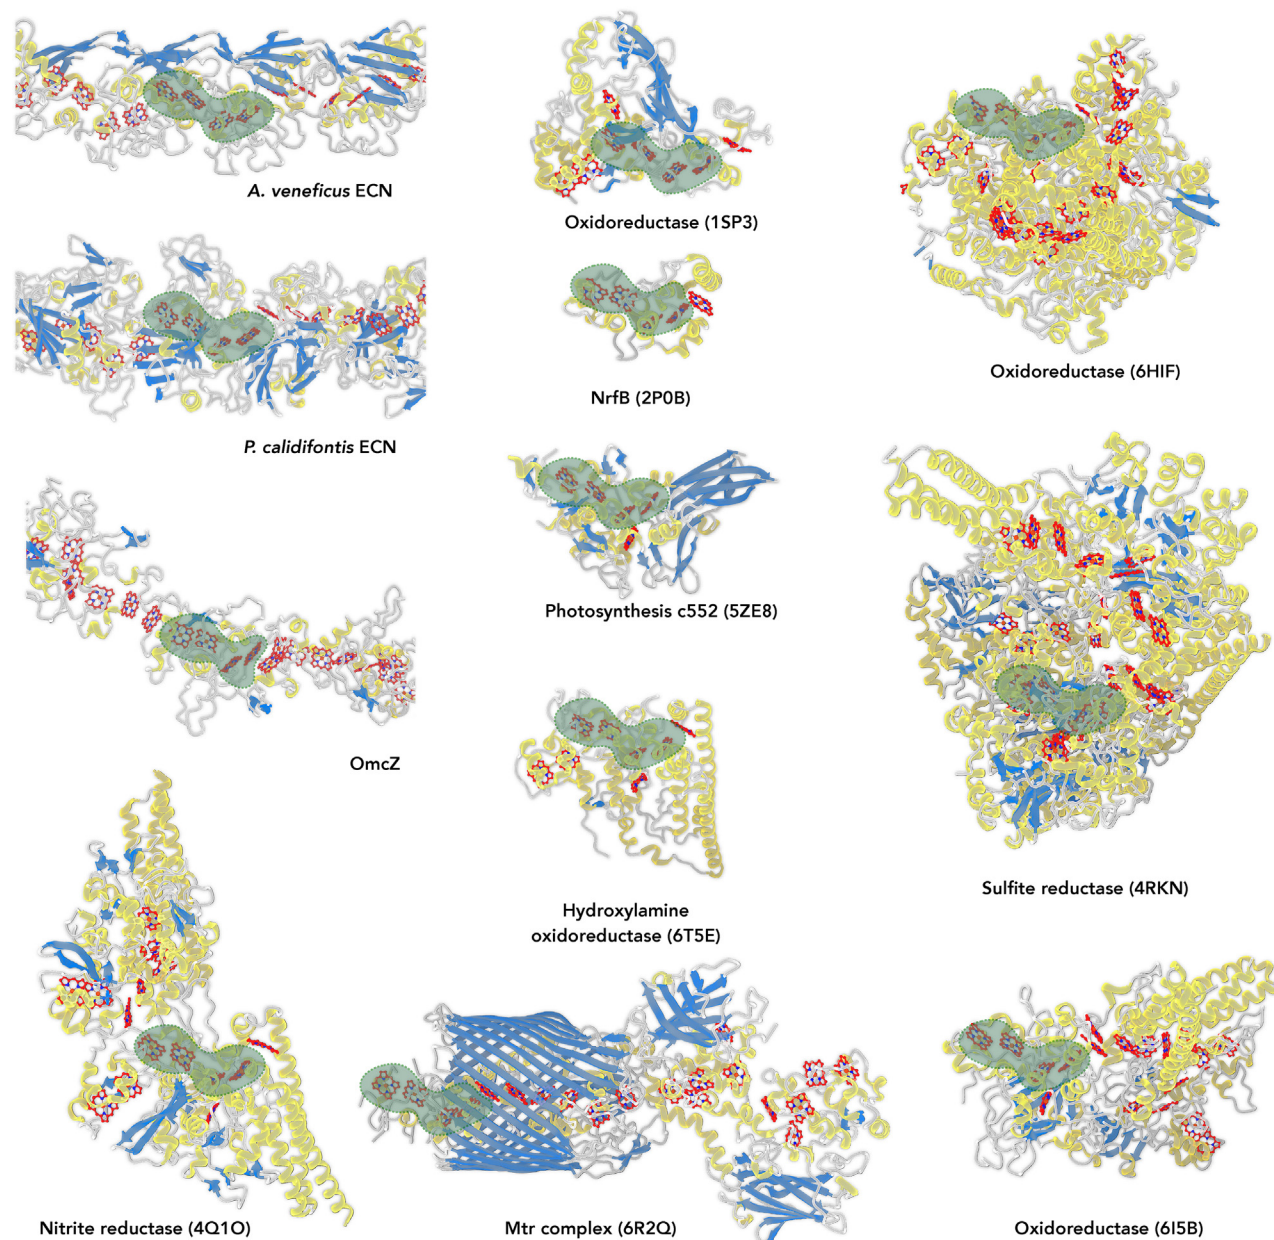 A. veneficus ECN
Oxidoreductase (1SP3)
Oxidoreductase (6HIF)
NrfB (2P0B)
P. calidifontis ECN
Photosynthesis c552 (5ZE8)
OmcZ
Sulfite reductase (4RKN)
Hydroxylamine
oxidoreductase (6T5E)
Nitrite reductase (4Q1O)
Mtr complex (6R2Q)
Oxidoreductase (6I5B)